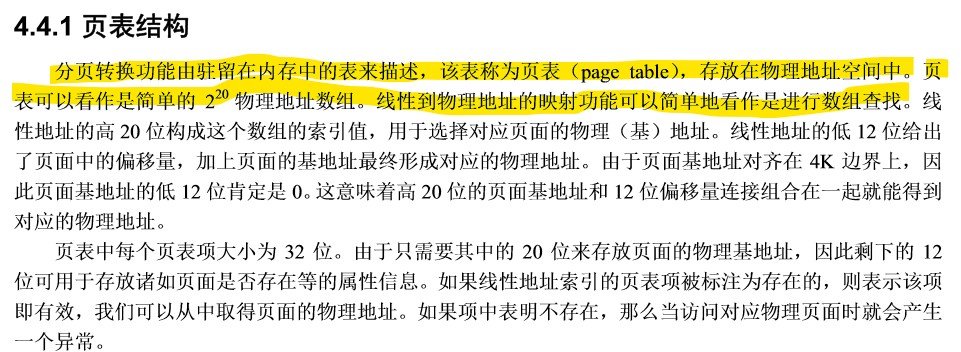 4.4.1 页表结构
分页转换功能由驻留在内存中的表来描述，该表称为页表（page table），存放在物理地址空间中。页
表可以看作是简单的 2²⁰ 物理地址数组。线性到物理地址的映射功能可以简单地看作是进行数组查找。线
性地址的高 20 位构成这个数组的索引值，用于选择对应页面的物理（基）地址。线性地址的低 12 位给出
了页面中的偏移量，加上页面的基地址最终形成对应的物理地址。由于页面基地址对齐在 4K 边界上，因
此页面基地址的低 12 位肯定是 0。这意味着高 20 位的页面基地址和 12 位偏移量连接组合在一起就能得到
对应的物理地址。
页表中每个页表项大小为 32 位。由于只需要其中的 20 位来存放页面的物理基地址，因此剩下的 12
位可用于存放诸如页面是否存在等的属性信息。如果线性地址索引的页表项被标注为存在的，则表示该项
即有效，我们可以从中取得页面的物理地址。如果项中表明不存在，那么当访问对应物理页面时就会产生
一个异常。